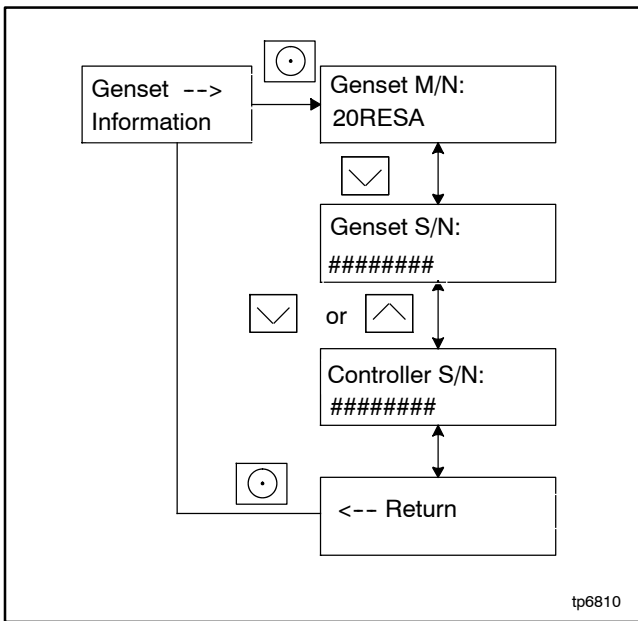 Genset -->
Information
Genset M/N:
20RESA
Genset S/N:
########
or
Controller S/N:
########
<-- Return
tp6810